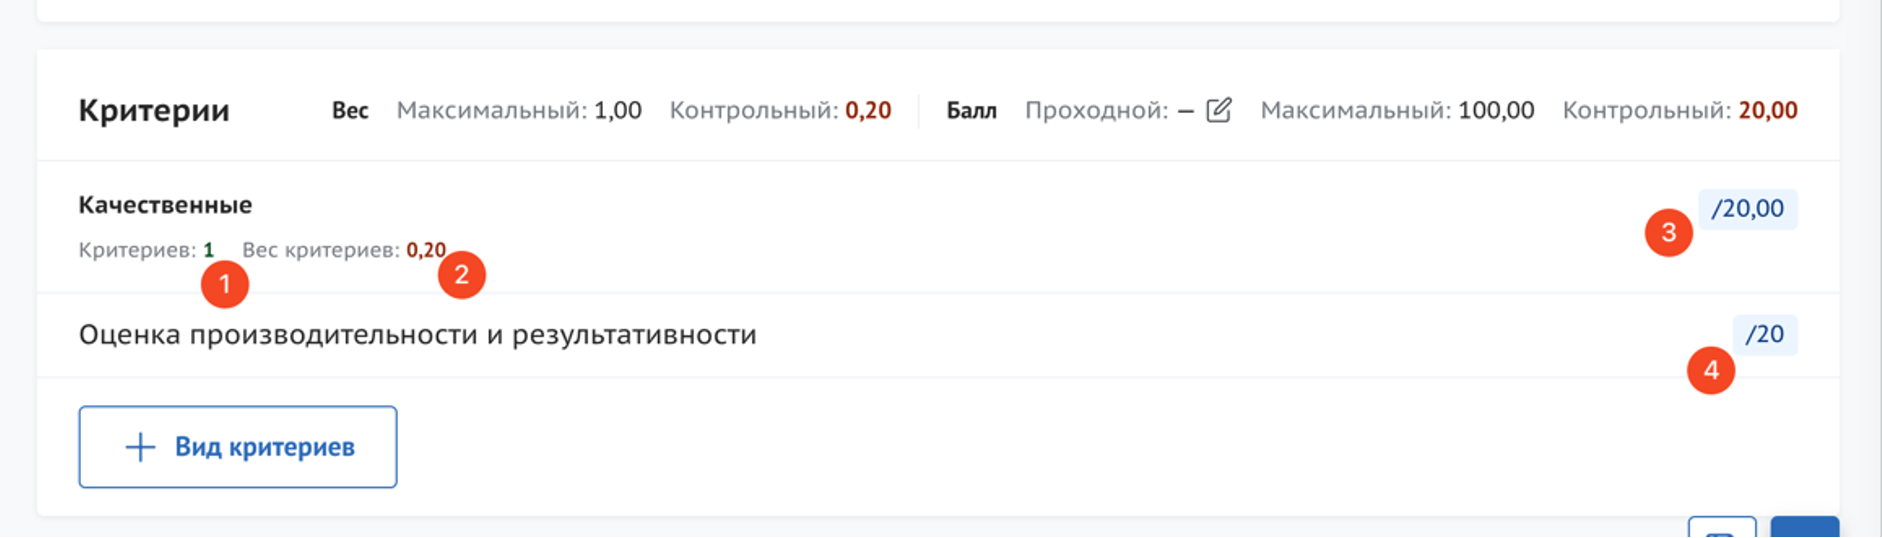 Критерии Вес Максимальный: 1,00 Контрольный: 0,20 Балл Проходной: — Максимальный: 100,00 Контрольный: 20,00
Качественные /20,00
3
Критериев: 1 Вес критериев: 0,20
1 2
Оценка производительности и результативности /20
4
+ Вид критериев